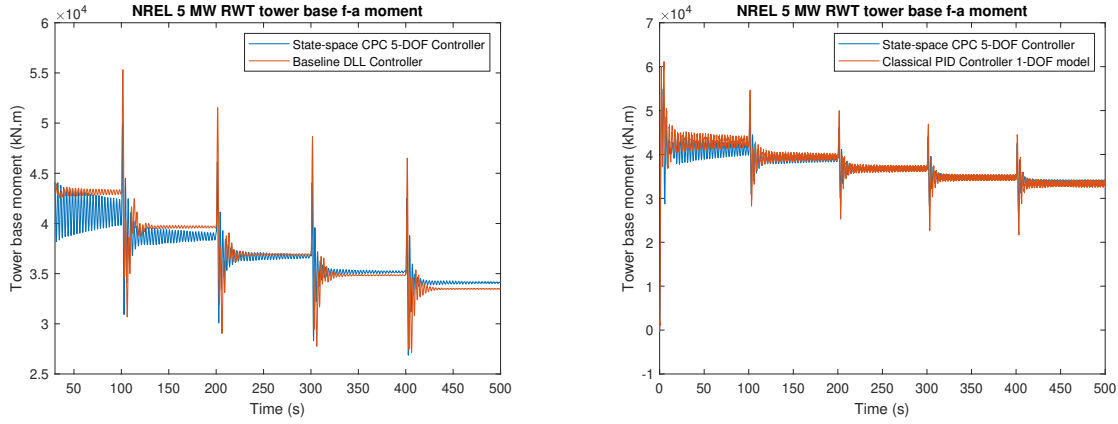 NREL 5 MW RWT tower base f-a moment
×10⁴
State-space CPC 5-DOF Controller
Baseline DLL Controller
Tower base moment (kN.m)
6
5.5
5
4.5
4
3.5
3
2.5
50 100 150 200 250 300 350 400 450 500
Time (s)
NREL 5 MW RWT tower base f-a moment
×10⁴
State-space CPC 5-DOF Controller
Classical PID Controller 1-DOF model
Tower base moment (kN.m)
7
6
5
4
3
2
1
0
-1
0 50 100 150 200 250 300 350 400 450 500
Time (s)